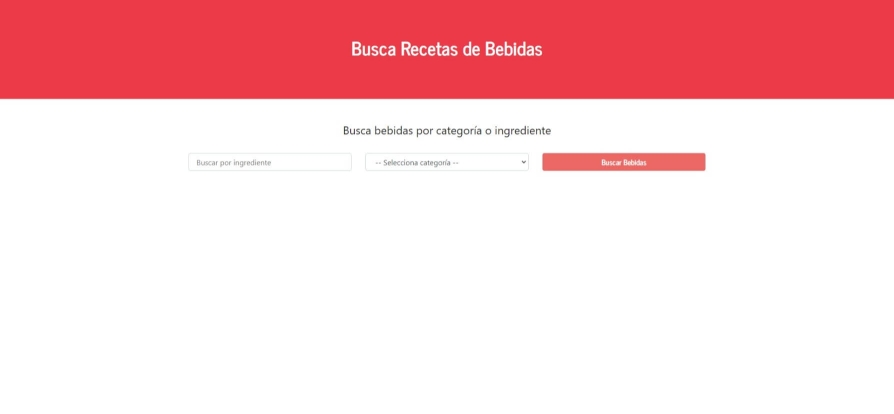 Busca Recetas de Bebidas
Busca bebidas por categoría o ingrediente
Buscar por ingrediente
-- Selecciona categoría --
Buscar Bebidas